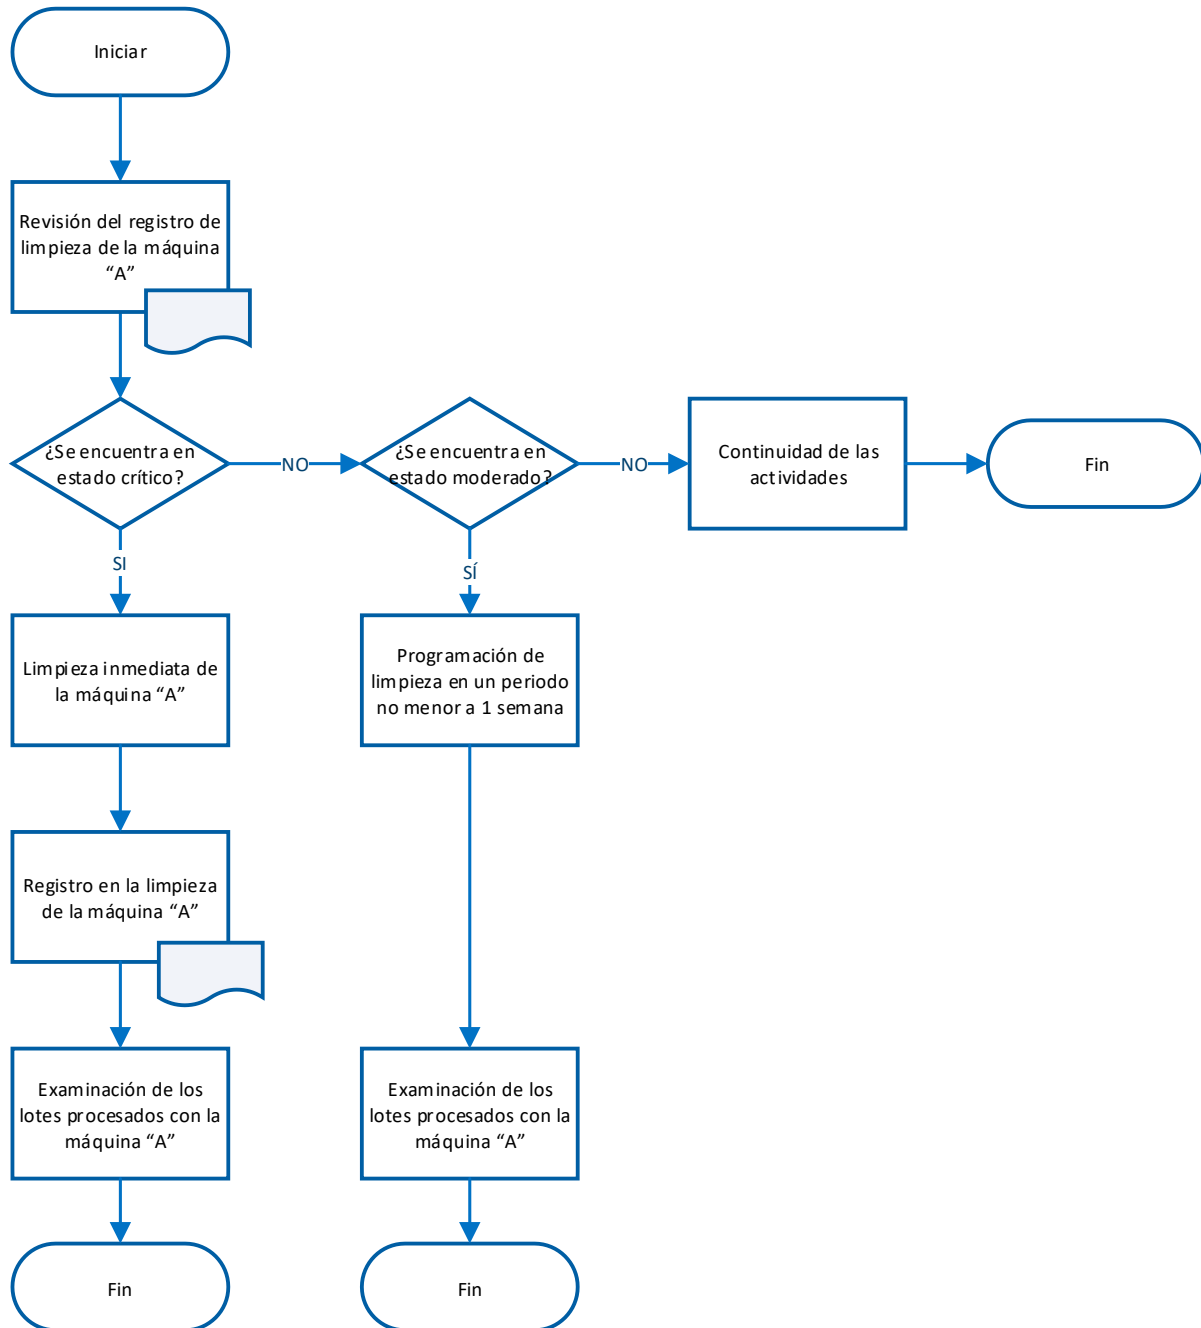 Iniciar
Revisión del registro de
limpieza de la máquina
“A”
¿Se encuentra en
estado crítico?
NO
¿Se encuentra en
estado moderado?
NO
Continuidad de las
actividades
Fin
SI
SÍ
Limpieza inmediata de
la máquina “A”
Programación de
limpieza en un periodo
no menor a 1 semana
Registro en la limpieza
de la máquina “A”
Examinación de los
lotes procesados con la
máquina “A”
Examinación de los
lotes procesados con la
máquina “A”
Fin
Fin